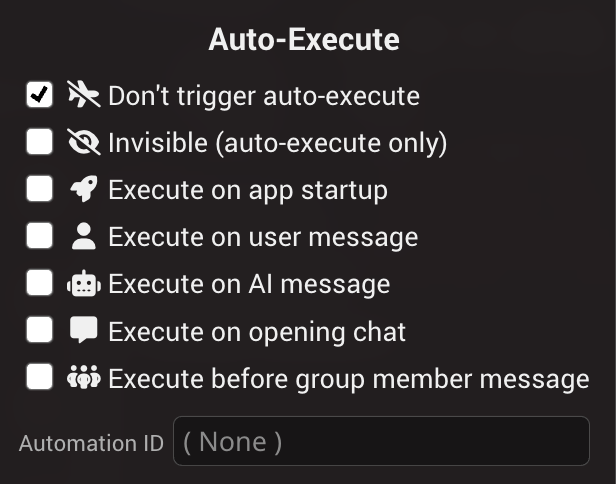 Auto-Execute
Don't trigger auto-execute
Invisible (auto-execute only)
Execute on app startup
Execute on user message
Execute on AI message
Execute on opening chat
Execute before group member message
Automation ID ( None )